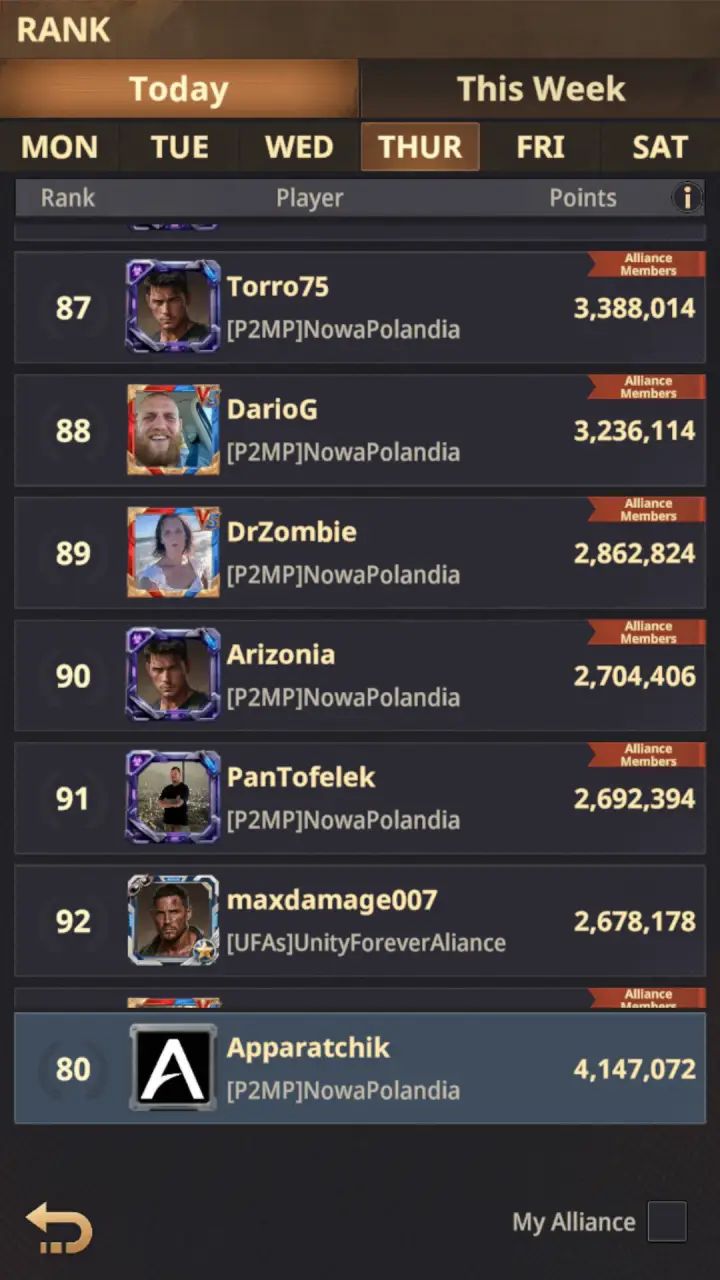 RANK
Today
This Week
MON TUE WED THUR FRI SAT
Rank Player Points i
Alliance
Members
87 Torro75 3,388,014
[P2MP]NowaPolandia
Alliance
Members
88 DarioG 3,236,114
[P2MP]NowaPolandia
Alliance
Members
89 DrZombie 2,862,824
[P2MP]NowaPolandia
Alliance
Members
90 Arizonia 2,704,406
[P2MP]NowaPolandia
Alliance
Members
91 PanTofelek 2,692,394
[P2MP]NowaPolandia
92 maxdamage007 2,678,178
[UFAs]UnityForeverAliance
Alliance
Members
80 Apparatchik 4,147,072
[P2MP]NowaPolandia
My Alliance